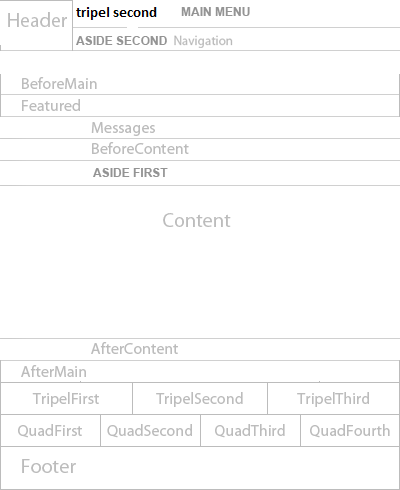 Header tripel second MAIN MENU
ASIDE SECOND Navigation
BeforeMain
Featured
Messages
BeforeContent
ASIDE FIRST
Content
AfterContent
AfterMain
TripelFirst TripelSecond TripelThird
QuadFirst QuadSecond QuadThird QuadFourth
Footer